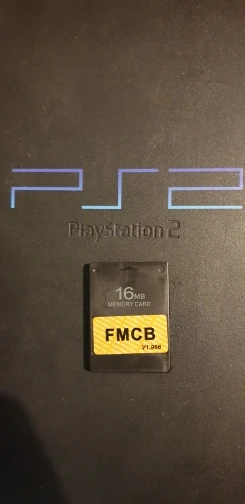 PS2
PlayStation 2
16MB
MEMORY CARD
FMCB
V1.966